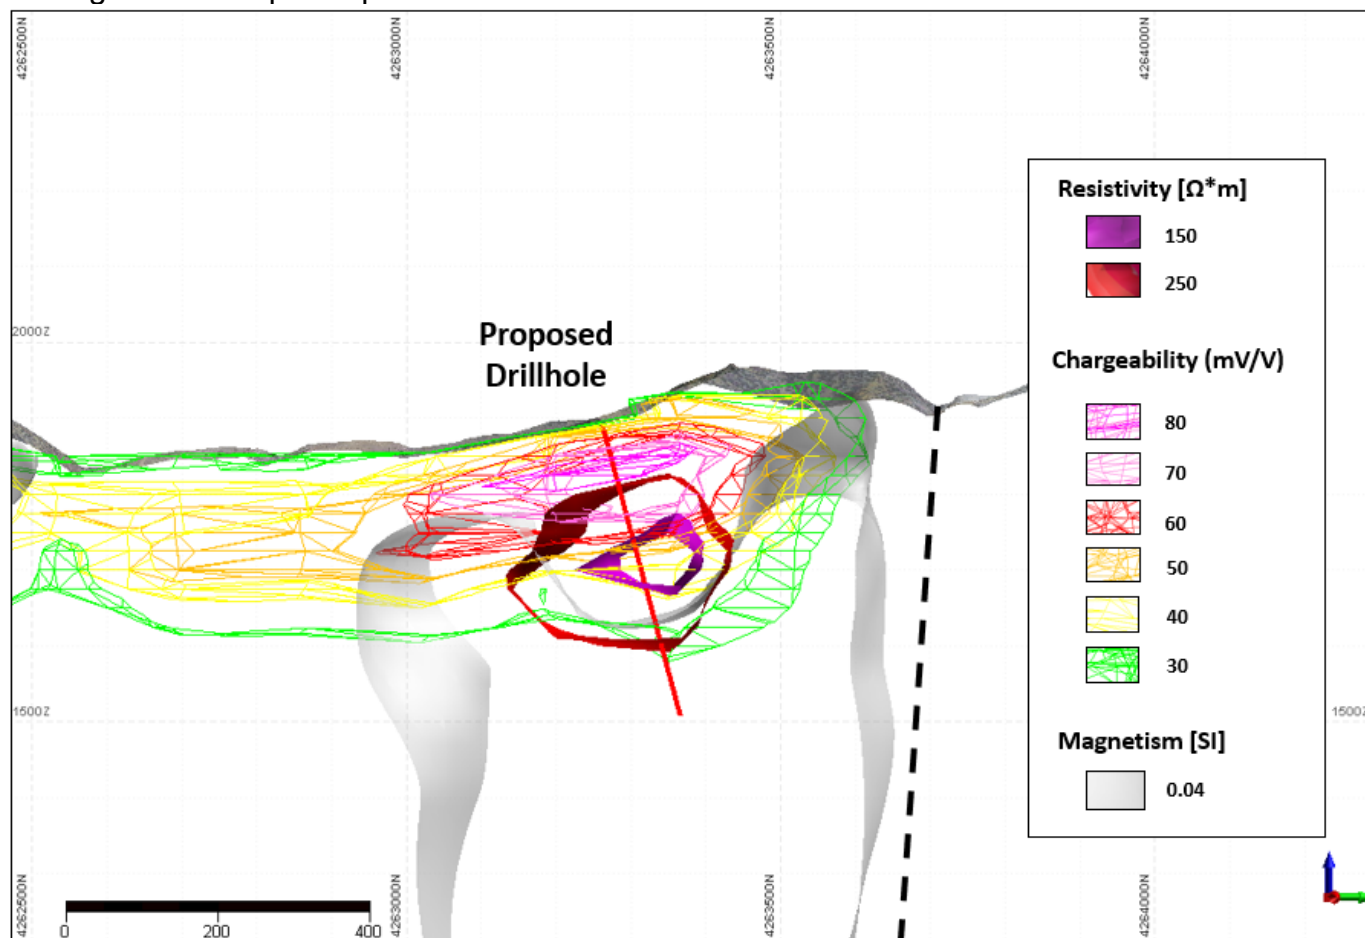 4262500N
4263000N
4263500N
4264000N
Resistivity [Ω*m]
150
250
2000Z
Proposed
Drillhole
Chargeability (mV/V)
80
70
60
50
40
30
1500Z
1500Z
Magnetism [SI]
0.04
4262500N
4263000N
4263500N
4264000N
0
200
400